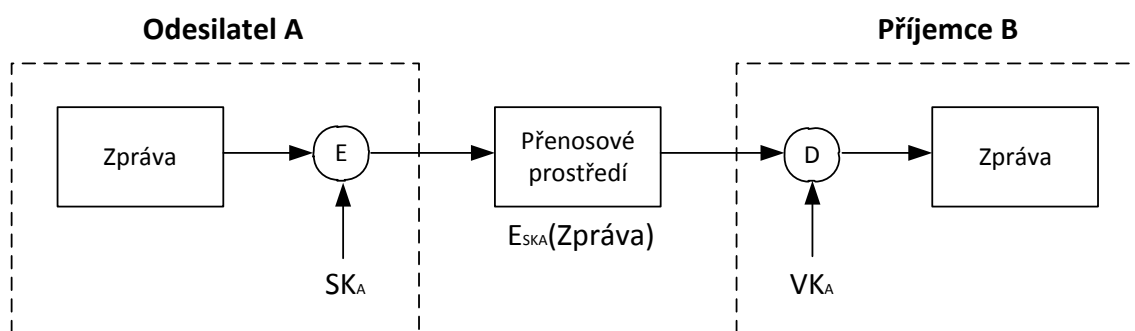 Odesilatel A
Příjemce B
Zpráva
E
Přenosové
prostředí
D
Zpráva
ESKA(Zpráva)
SKA
VKA